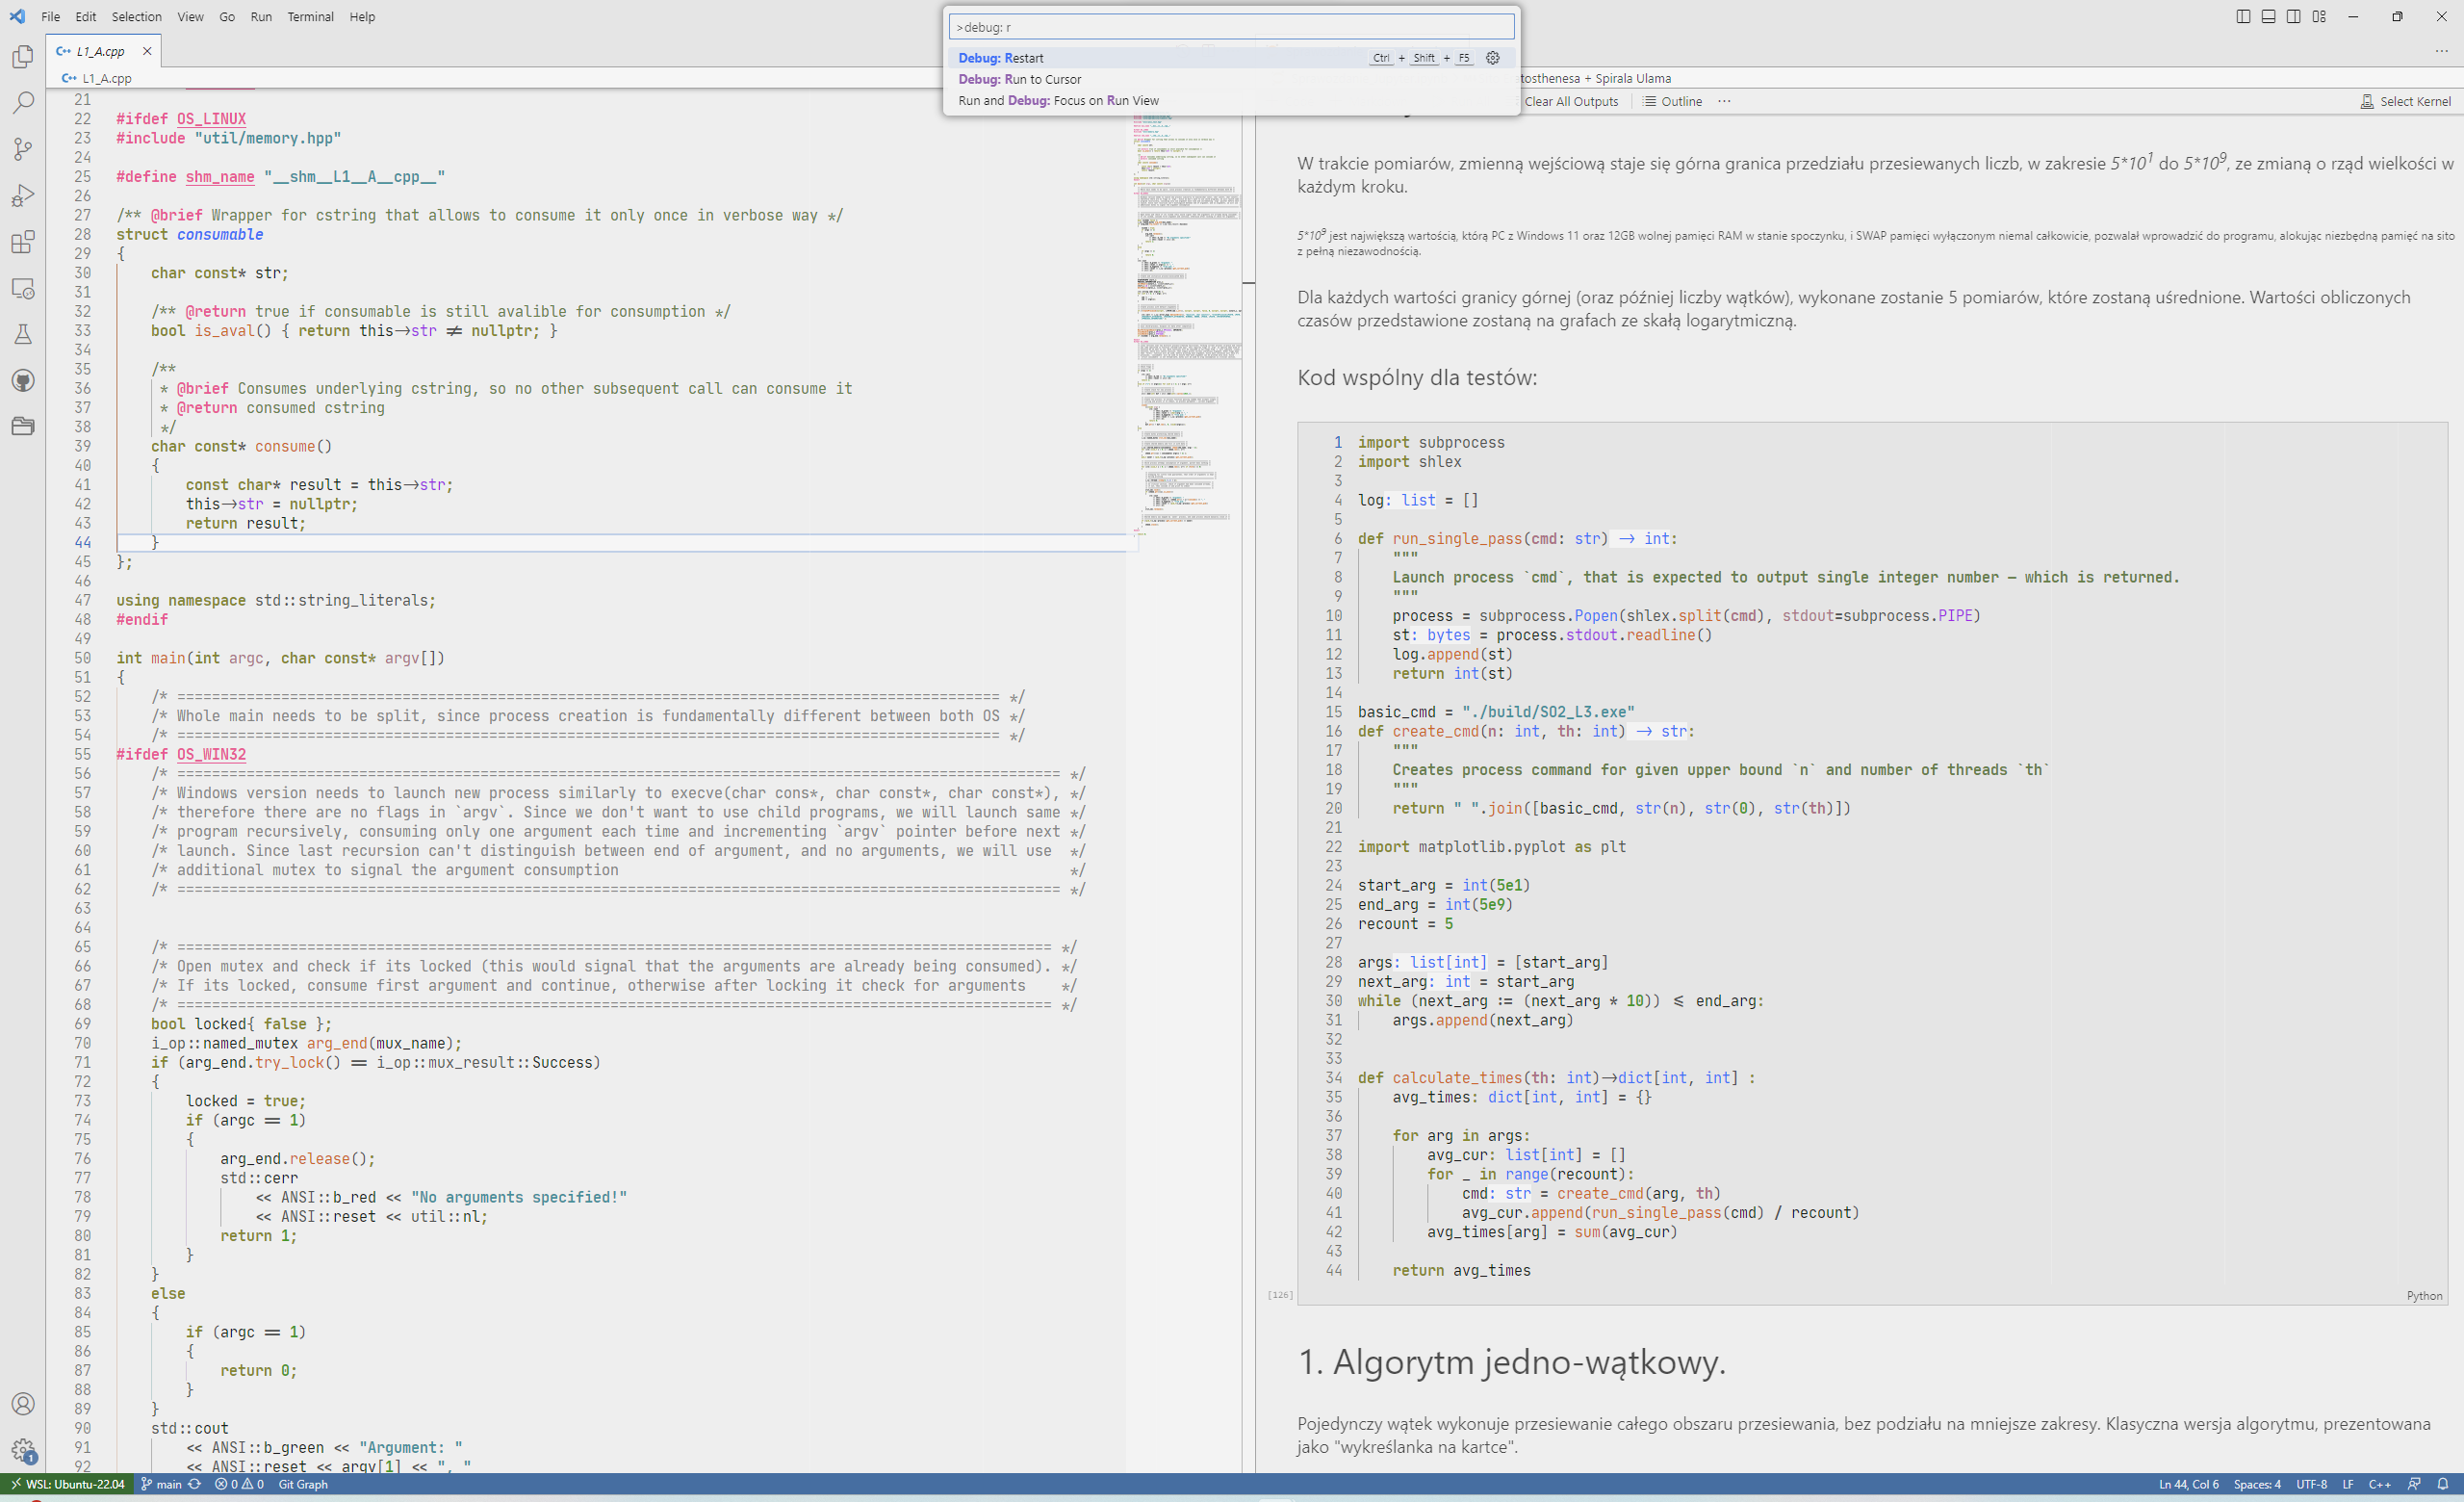 File Edit Selection View Go Run Terminal Help
>debug: r
Debug: Restart Ctrl + Shift + F5
Debug: Run to Cursor
Run and Debug: Focus on Run View
L1_A.cpp
L1_A.cpp
21
22 #ifdef OS_LINUX
23 #include "util/memory.hpp"
24
25 #define shm_name "__shm__L1__A__cpp__"
26
27 /** @brief Wrapper for cstring that allows to consume it only once in verbose way */
28 struct consumable
29 {
30 char const* str;
31
32 /** @return true if consumable is still avalible for consumption */
33 bool is_aval() { return this->str != nullptr; }
34
35 /**
36 * @brief Consumes underlying cstring, so no other subsequent call can consume it
37 * @return consumed cstring
38 */
39 char const* consume()
40 {
41 const char* result = this->str;
42 this->str = nullptr;
43 return result;
44 }
45 };
46
47 using namespace std::string_literals;
48 #endif
49
50 int main(int argc, char const* argv[])
51 {
52 /* =============================================================================================== */
53 /* Whole main needs to be split, since process creation is fundamentally different between both OS */
54 /* =============================================================================================== */
55 #ifdef OS_WIN32
56 /* ====================================================================================================== */
57 /* Windows version needs to launch new process similarly to execve(char cons*, char const*, char const*), */
58 /* therefore there are no flags in `argv`. Since we don't want to use child programs, we will launch same */
59 /* program recursively, consuming only one argument each time and incrementing `argv` pointer before next */
60 /* launch. Since last recursion can't distinguish between end of argument, and no arguments, we will use */
61 /* additional mutex to signal the argument consumption */
62 /* ====================================================================================================== */
63
64
65 /* ===================================================================================================== */
66 /* Open mutex and check if its locked (this would signal that the arguments are already being consumed). */
67 /* If its locked, consume first argument and continue, otherwise after locking it check for arguments */
68 /* ===================================================================================================== */
69 bool locked{ false };
70 i_op::named_mutex arg_end(mux_name);
71 if (arg_end.try_lock() == i_op::mux_result::Success)
72 {
73 locked = true;
74 if (argc == 1)
75 {
76 arg_end.release();
77 std::cerr
78 << ANSI::b_red << "No arguments specified!"
79 << ANSI::reset << util::nl;
80 return 1;
81 }
82 }
83 else
84 {
85 if (argc == 1)
86 {
87 return 0;
88 }
89 }
90 std::cout
91 << ANSI::b_green << "Argument: "
92 << ANSI::reset << argv[1] << ", "
tosthenesa + Spirala Ulama
Clear All Outputs Outline ··· Select Kernel
W trakcie pomiarów, zmienną wejściową staje się górna granica przedziału przesiewanych liczb, w zakresie 5*10¹ do 5*10⁹, ze zmianą o rząd wielkości w
każdym kroku.
5*10⁹ jest największą wartością, którą PC z Windows 11 oraz 12GB wolnej pamięci RAM w stanie spoczynku, i SWAP pamięci wyłączonym niemal całkowicie, pozwalał wprowadzić do programu, alokując niezbędną pamięć na sito
z pełną niezawodnością.
Dla każdych wartości granicy górnej (oraz później liczby wątków), wykonane zostanie 5 pomiarów, które zostaną uśrednione. Wartości obliczonych
czasów przedstawione zostaną na grafach ze skałą logarytmiczną.
Kod wspólny dla testów:
1 import subprocess
2 import shlex
3
4 log: list = []
5
6 def run_single_pass(cmd: str) -> int:
7 """
8 Launch process `cmd`, that is expected to output single integer number — which is returned.
9 """
10 process = subprocess.Popen(shlex.split(cmd), stdout=subprocess.PIPE)
11 st: bytes = process.stdout.readline()
12 log.append(st)
13 return int(st)
14
15 basic_cmd = "./build/SO2_L3.exe"
16 def create_cmd(n: int, th: int) -> str:
17 """
18 Creates process command for given upper bound `n` and number of threads `th`
19 """
20 return " ".join([basic_cmd, str(n), str(0), str(th)])
21
22 import matplotlib.pyplot as plt
23
24 start_arg = int(5e1)
25 end_arg = int(5e9)
26 recount = 5
27
28 args: list[int] = [start_arg]
29 next_arg: int = start_arg
30 while (next_arg := (next_arg * 10)) <= end_arg:
31 args.append(next_arg)
32
33
34 def calculate_times(th: int)->dict[int, int] :
35 avg_times: dict[int, int] = {}
36
37 for arg in args:
38 avg_cur: list[int] = []
39 for _ in range(recount):
40 cmd: str = create_cmd(arg, th)
41 avg_cur.append(run_single_pass(cmd) / recount)
42 avg_times[arg] = sum(avg_cur)
43
44 return avg_times
[126]
Python
1. Algorytm jedno-wątkowy.
Pojedynczy wątek wykonuje przesiewanie całego obszaru przesiewania, bez podziału na mniejsze zakresy. Klasyczna wersja algorytmu, prezentowana
jako "wykreślanka na kartce".
1
WSL: Ubuntu-22.04 main 0 0 Git Graph Ln 44, Col 6 Spaces: 4 UTF-8 LF C++